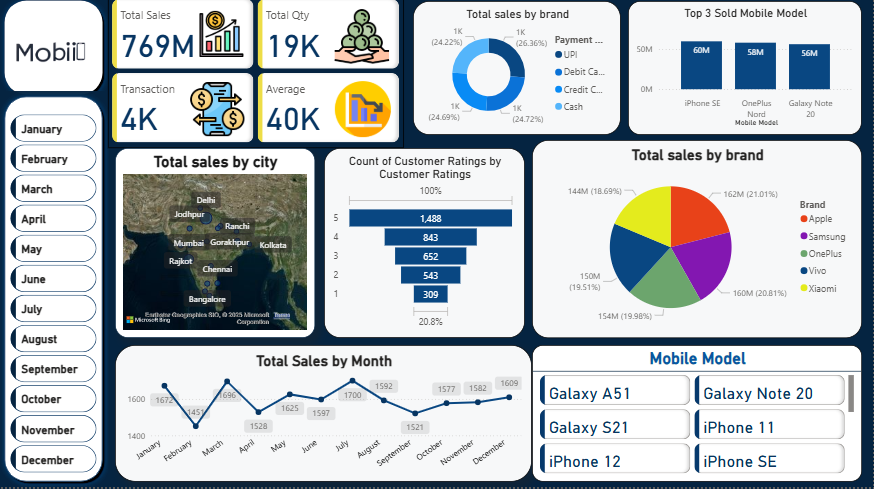 Mobii
January
February
March
April
May
June
July
August
September
October
November
December
Total Sales
769M
Total Qty
19K
Transaction
4K
Average
40K
Total sales by brand
1K
(24.22%)
1K
(26.36%)
1K
(24.69%)
1K
(24.72%)
Payment ...
UPI
Debit Ca...
Credit C...
Cash
Top 3 Sold Mobile Model
50M
0M
60M
58M
56M
iPhone SE
OnePlus
Nord
Galaxy Note
20
Mobile Model
Total sales by city
Delhi
Jodhpur
Ranchi
Mumbai
Gorakhpur
Kolkata
Rajkot
Chennai
Bangalore
Earthstar Geographics SIO, © 2025 Microsoft
Corporation
Terms
Microsoft Bing
Count of Customer Ratings by
Customer Ratings
100%
5
1,488
4
843
3
652
2
543
1
309
20.8%
Total sales by brand
144M (18.69%)
162M (21.01%)
150M
(19.51%)
160M (20.81%)
154M (19.98%)
Brand
Apple
Samsung
OnePlus
Vivo
Xiaomi
Total Sales by Month
1600
1400
1672
1451
1696
1528
1625
1597
1700
1592
1521
1577
1582
1609
January
February
March
April
May
June
July
August
September
October
November
December
Mobile Model
Galaxy A51
Galaxy Note 20
Galaxy S21
iPhone 11
iPhone 12
iPhone SE